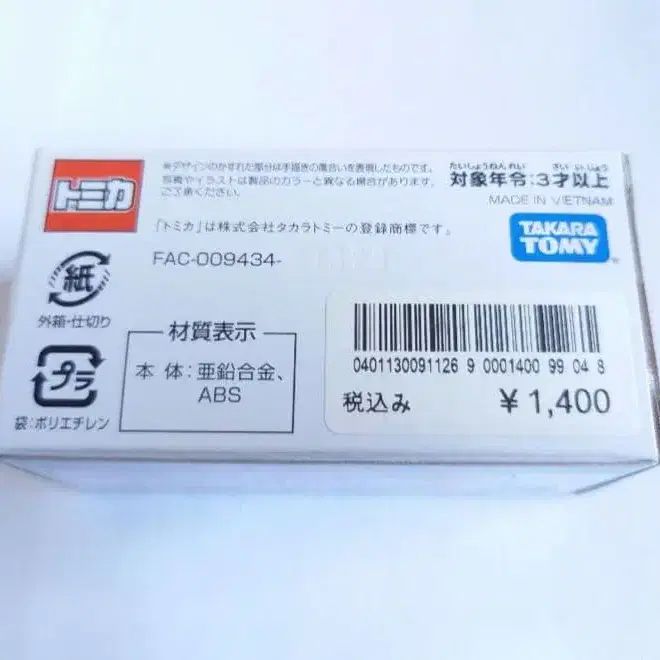 トミカ
※デザインのかすれた部分は手描きの風合いを表現したものです。
容器やイラストは製品のカラーと異なる場合があります。
ご了承ください。
たいしょうねんれい さいいじょう
対象年令:3才以上
MADE IN VIETNAM
「トミカ」は株式会社タカラトミーの登録商標です。
TAKARA
TOMY
FAC-009434-
紙
外箱・仕切り
プラ
袋:ポリエチレン
材質表示
本 体:亜鉛合金、
ABS
0401130091126 9 0001400 99 04 8
税込み ¥1,400